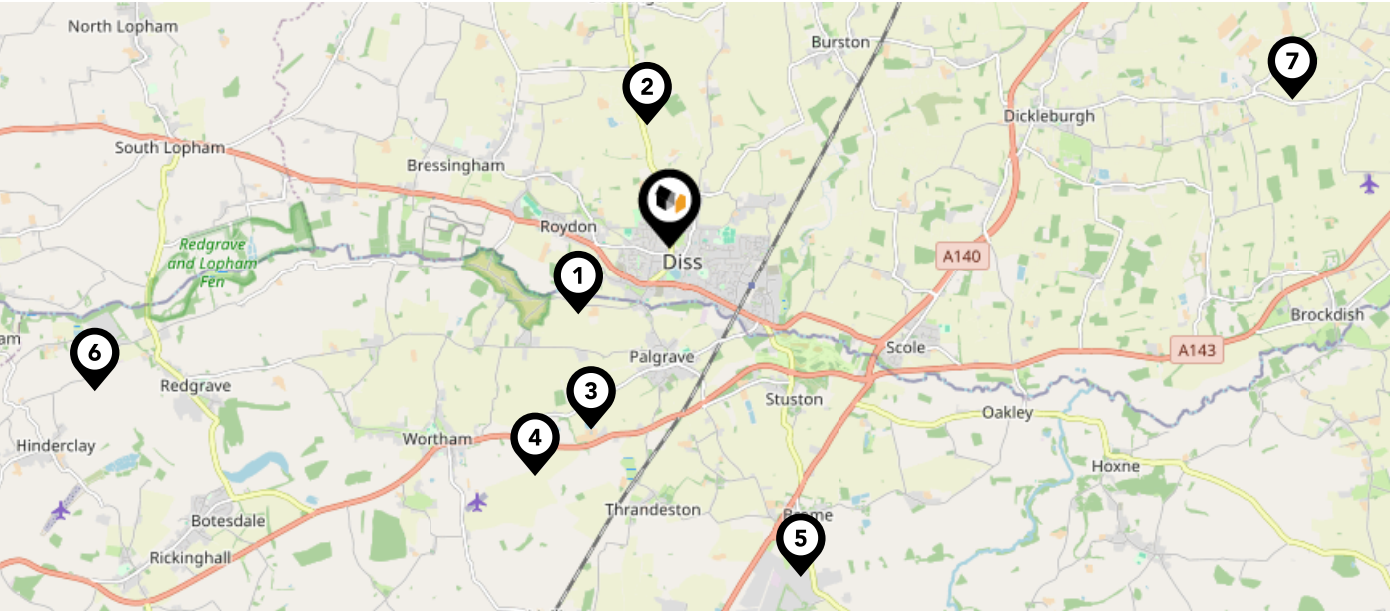 North Lopham
Burston
7
2
Dickleburgh
South Lopham
Bressingham
Roydon
Redgrave
and Lopham
Fen
A140
Diss
1
Brockdish
am
6
Scole
A143
Palgrave
Redgrave
3
Stuston
Oakley
4
Wortham
Hinderclay
Hoxne
Botesdale
Thrandeston
Brome
5
Rickinghall